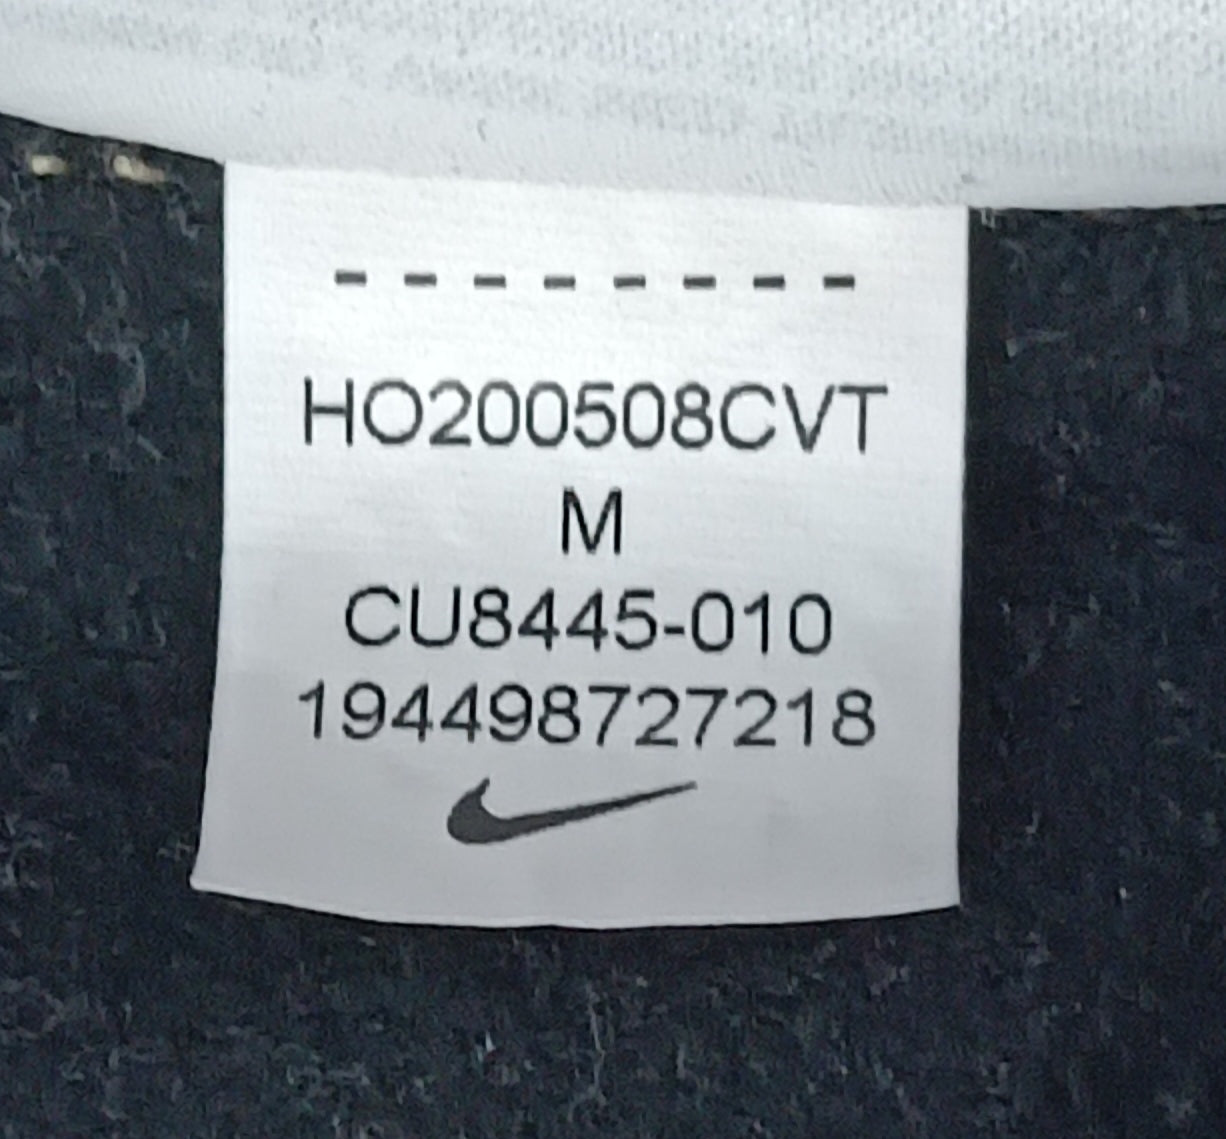 - - - - - - - -
HO200508CVT
M
CU8445-010
194498727218